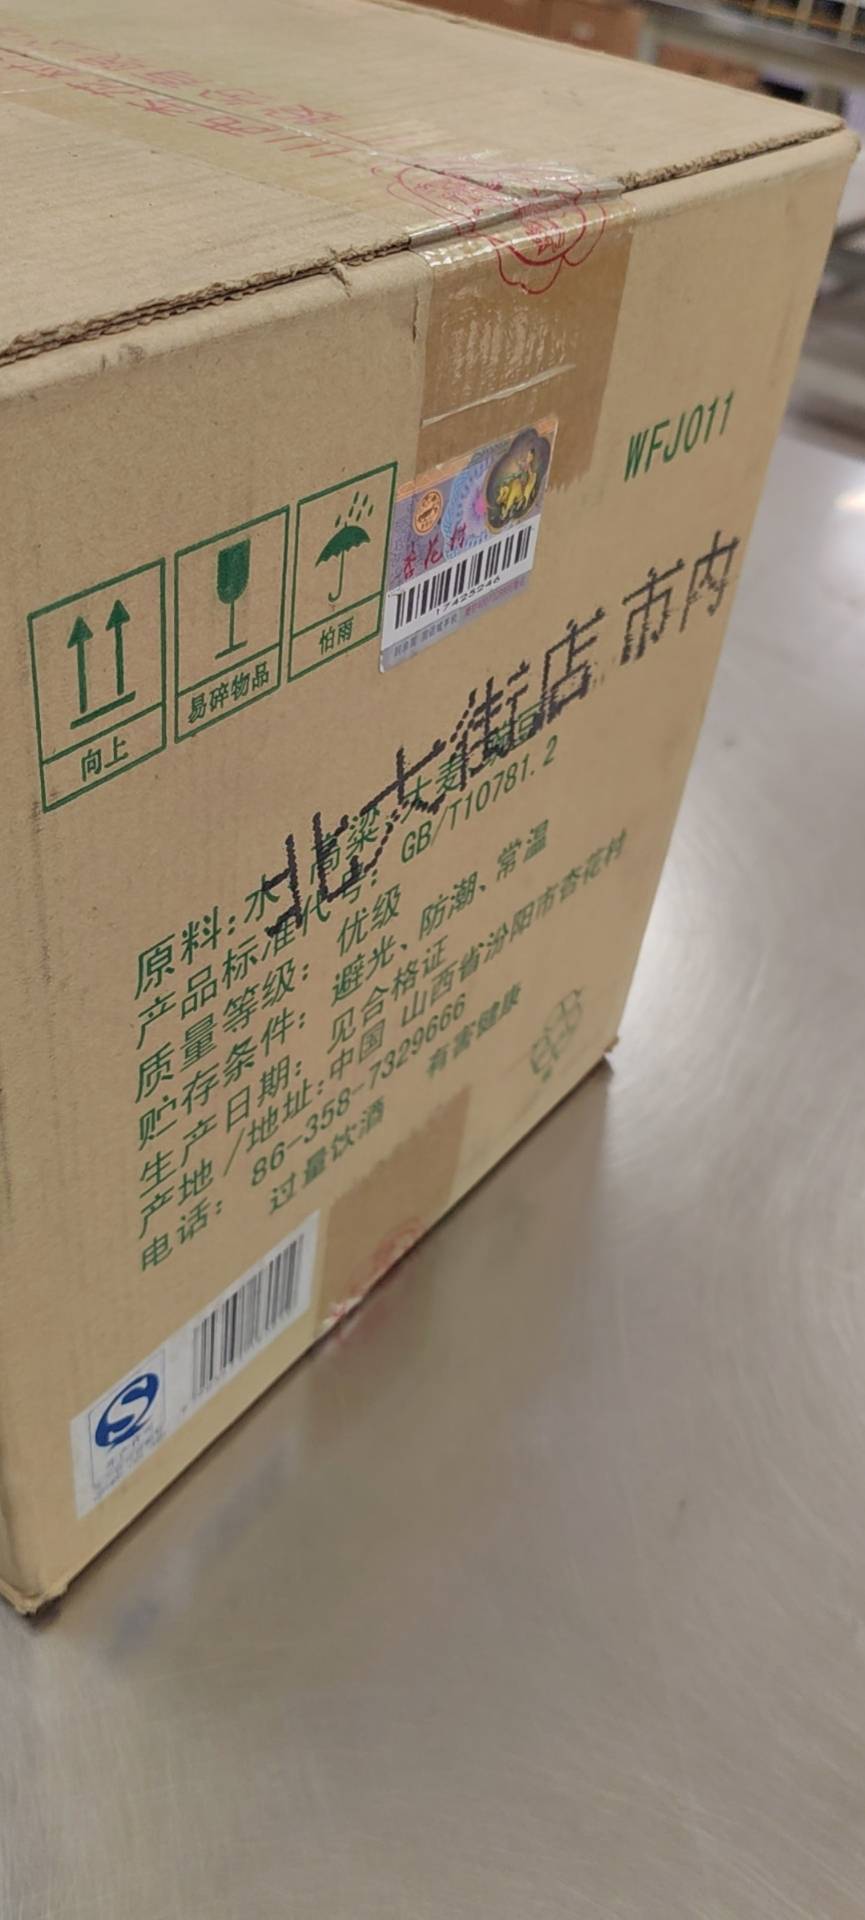 WFJ011
杏花村
17425246
向上
易碎物品
怕雨
北大街店 市内
原料:水、高粱、大麦、豌豆
产品标准代号: GB/T10781.2
质量等级: 优级
贮存条件: 避光、防潮、常温
生产日期: 见合格证
产地/地址:中国 山西省汾阳市杏花村
电话: 86-358-7329666
过量饮酒 有害健康